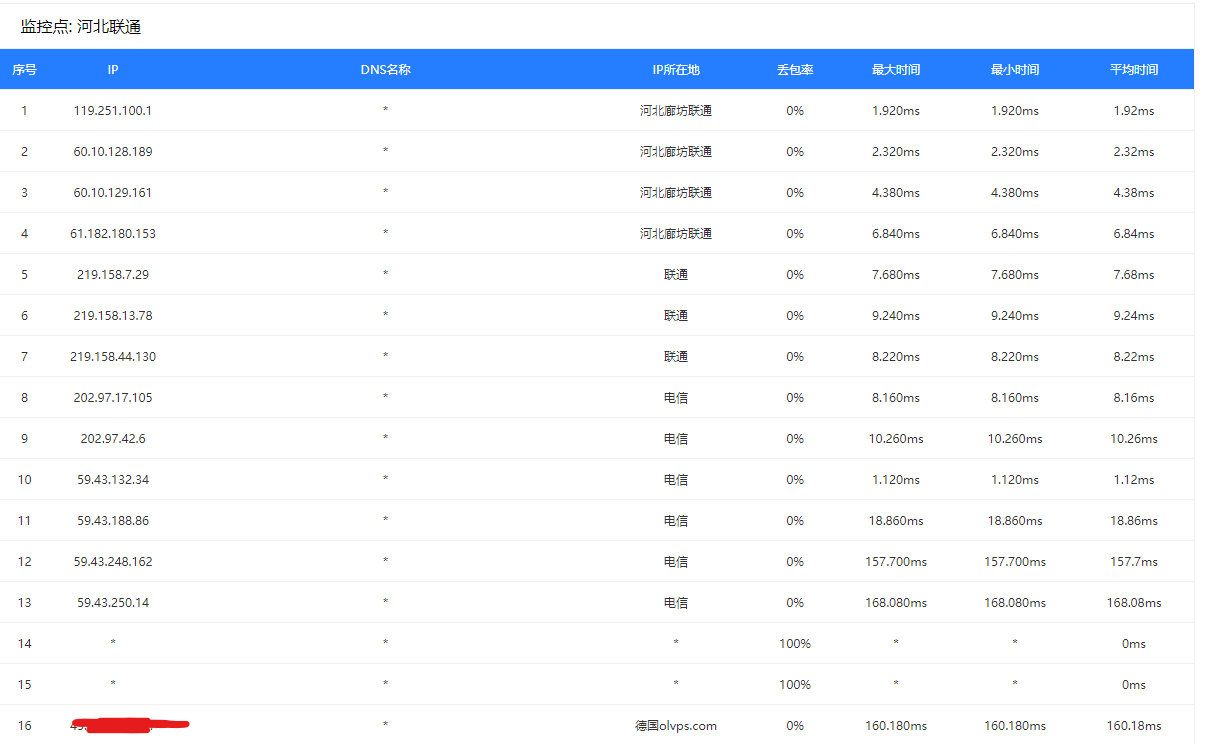 监控点: 河北联通
序号 IP DNS名称 IP所在地 丢包率 最大时间 最小时间 平均时间
1 119.251.100.1 * 河北廊坊联通 0% 1.920ms 1.920ms 1.92ms
2 60.10.128.189 * 河北廊坊联通 0% 2.320ms 2.320ms 2.32ms
3 60.10.129.161 * 河北廊坊联通 0% 4.380ms 4.380ms 4.38ms
4 61.182.180.153 * 河北廊坊联通 0% 6.840ms 6.840ms 6.84ms
5 219.158.7.29 * 联通 0% 7.680ms 7.680ms 7.68ms
6 219.158.13.78 * 联通 0% 9.240ms 9.240ms 9.24ms
7 219.158.44.130 * 联通 0% 8.220ms 8.220ms 8.22ms
8 202.97.17.105 * 电信 0% 8.160ms 8.160ms 8.16ms
9 202.97.42.6 * 电信 0% 10.260ms 10.260ms 10.26ms
10 59.43.132.34 * 电信 0% 1.120ms 1.120ms 1.12ms
11 59.43.188.86 * 电信 0% 18.860ms 18.860ms 18.86ms
12 59.43.248.162 * 电信 0% 157.700ms 157.700ms 157.7ms
13 59.43.250.14 * 电信 0% 168.080ms 168.080ms 168.08ms
14 * * * 100% * * 0ms
15 * * * 100% * * 0ms
16 * 德国olvps.com 0% 160.180ms 160.180ms 160.18ms